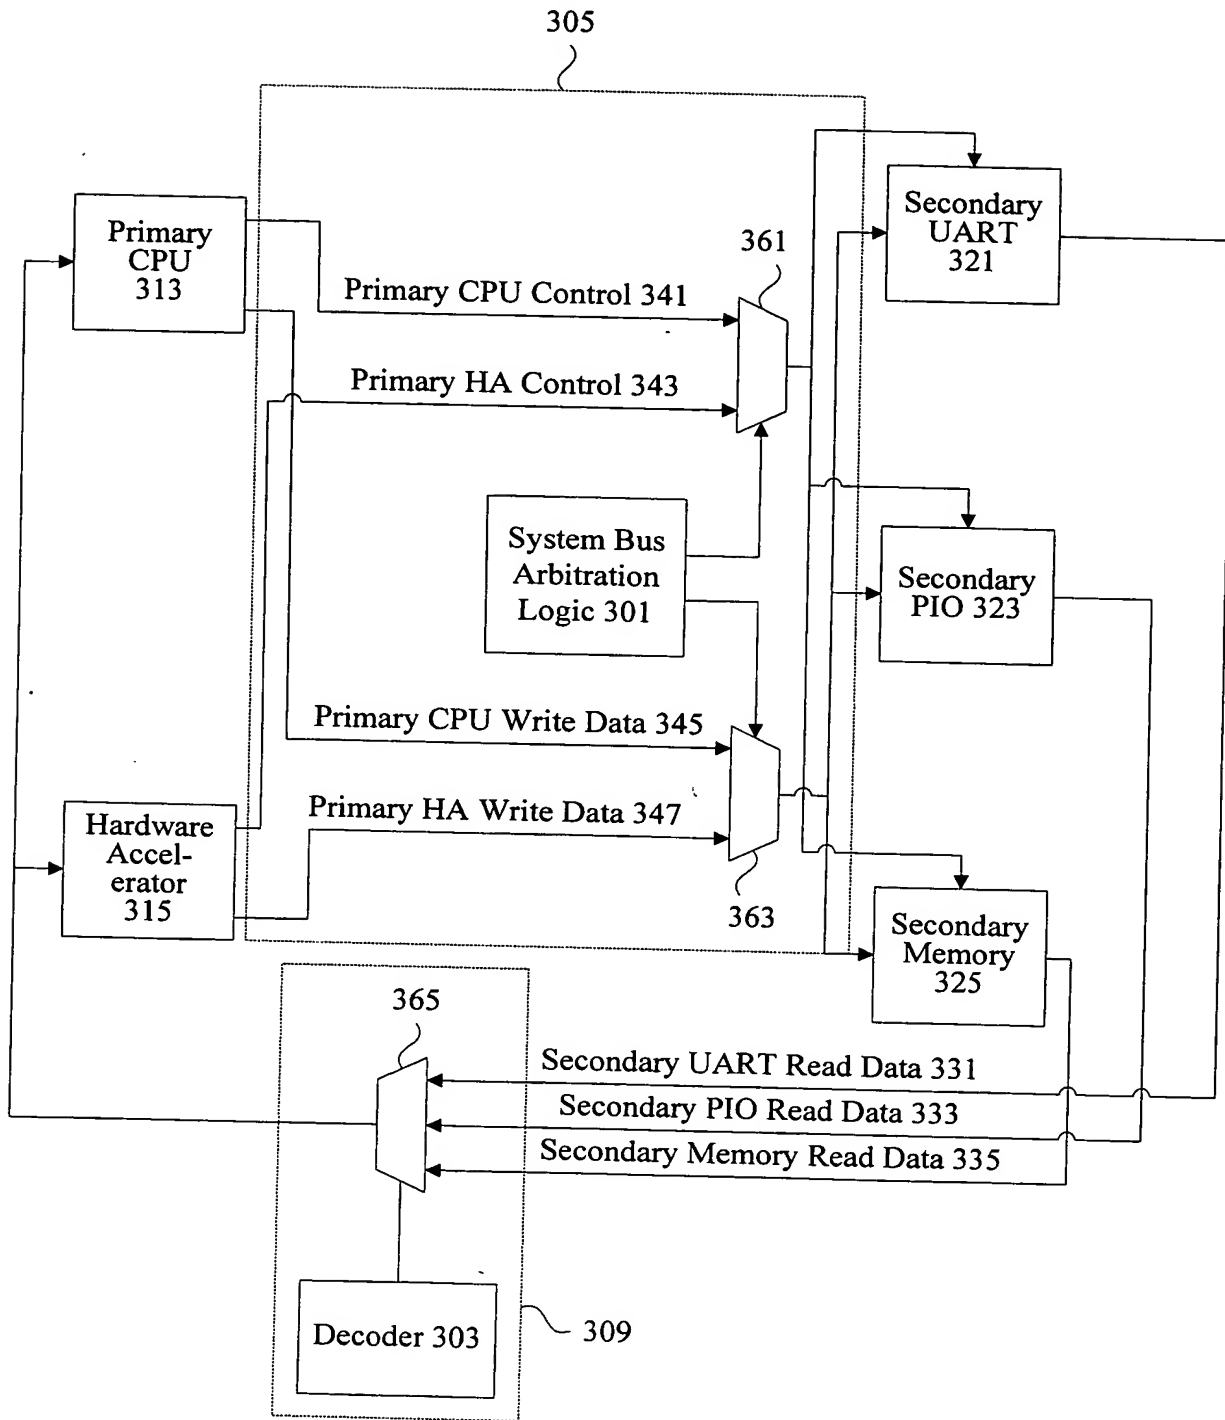 305
Primary
CPU
313
361
Secondary
UART
321
Primary CPU Control 341
Primary HA Control 343
System Bus
Arbitration
Logic 301
Secondary
PIO 323
Primary CPU Write Data 345
Primary HA Write Data 347
Hardware
Accel-
erator
315
363
Secondary
Memory
325
365
Secondary UART Read Data 331
Secondary PIO Read Data 333
Secondary Memory Read Data 335
Decoder 303
309